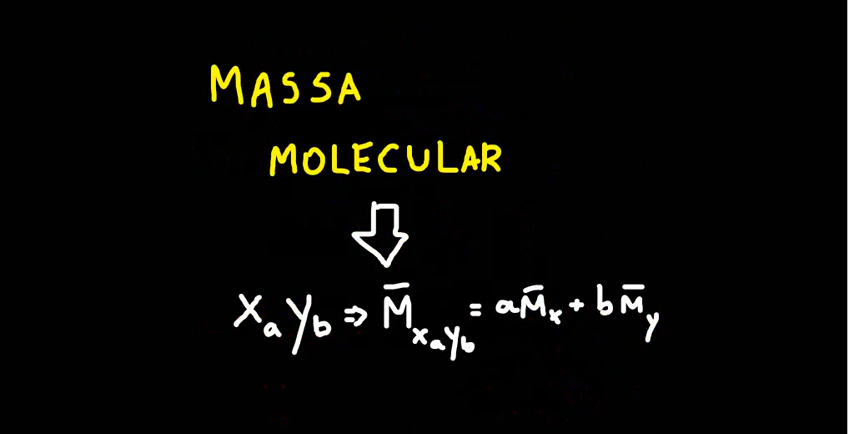 MASSA
MOLECULAR
XₐYb ⇒ M̄XₐYb = aM̄x + bM̄y